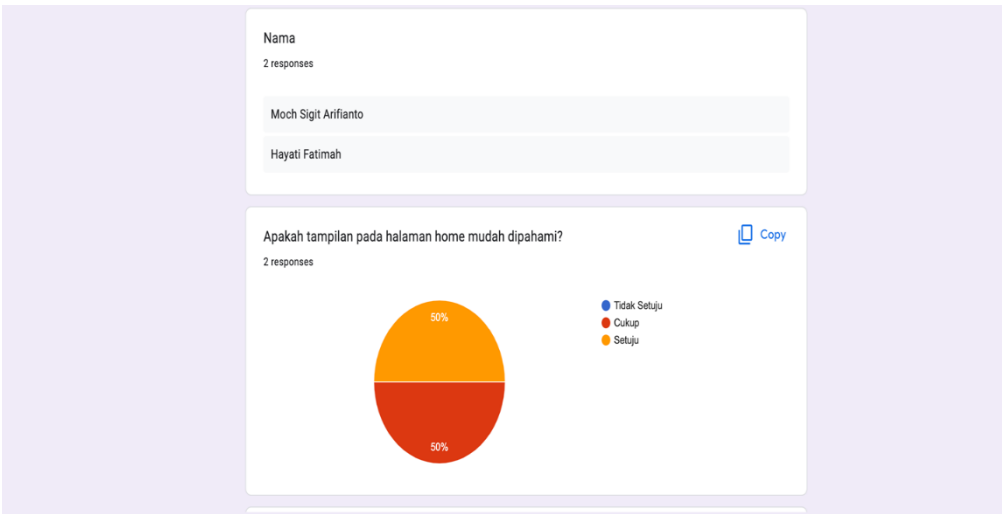 Nama
2 responses
Moch Sigit Arifianto
Hayati Fatimah
Apakah tampilan pada halaman home mudah dipahami?
Copy
2 responses
50%
50%
Tidak Setuju
Cukup
Setuju